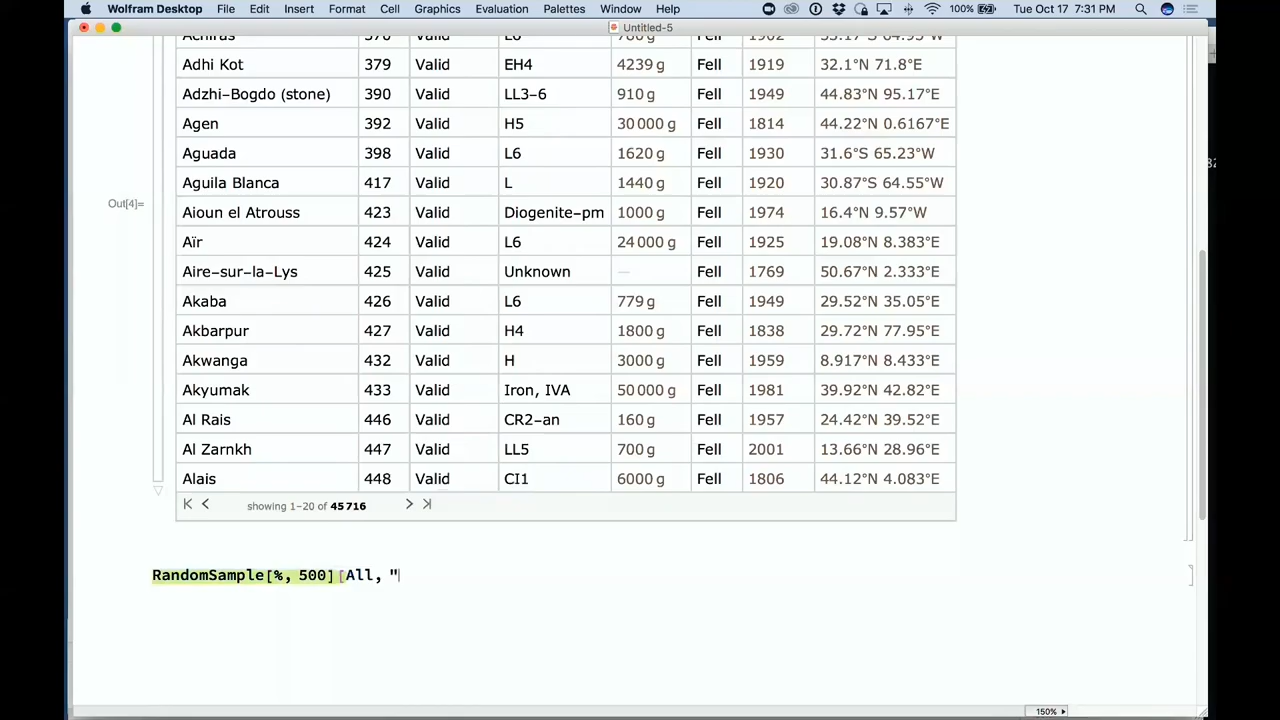 Wolfram Desktop File Edit Insert Format Cell Graphics Evaluation Palettes Window Help 100% Tue Oct 17 7:31 PM
Untitled-5
Adhi Kot 379 Valid EH4 4239 g Fell 1919 32.1°N 71.8°E
Adzhi-Bogdo (stone) 390 Valid LL3-6 910 g Fell 1949 44.83°N 95.17°E
Agen 392 Valid H5 30 000 g Fell 1814 44.22°N 0.6167°E
Aguada 398 Valid L6 1620 g Fell 1930 31.6°S 65.23°W
Aguila Blanca 417 Valid L 1440 g Fell 1920 30.87°S 64.55°W
Out[4]=
Aioun el Atrouss 423 Valid Diogenite-pm 1000 g Fell 1974 16.4°N 9.57°W
Aïr 424 Valid L6 24 000 g Fell 1925 19.08°N 8.383°E
Aire-sur-la-Lys 425 Valid Unknown — Fell 1769 50.67°N 2.333°E
Akaba 426 Valid L6 779 g Fell 1949 29.52°N 35.05°E
Akbarpur 427 Valid H4 1800 g Fell 1838 29.72°N 77.95°E
Akwanga 432 Valid H 3000 g Fell 1959 8.917°N 8.433°E
Akyumak 433 Valid Iron, IVA 50 000 g Fell 1981 39.92°N 42.82°E
Al Rais 446 Valid CR2-an 160 g Fell 1957 24.42°N 39.52°E
Al Zarnkh 447 Valid LL5 700 g Fell 2001 13.66°N 28.96°E
Alais 448 Valid CI1 6000 g Fell 1806 44.12°N 4.083°E
showing 1–20 of 45 716
RandomSample[%, 500][All, "
150%